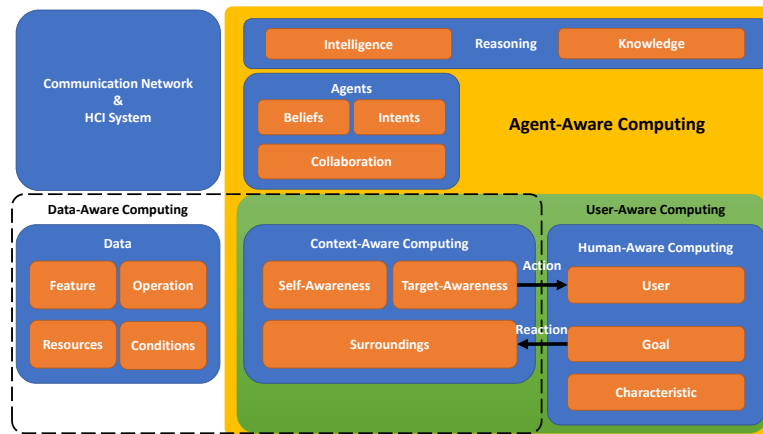 Communication Network
&
HCI System
Intelligence
Reasoning
Knowledge
Agents
Beliefs
Intents
Collaboration
Agent-Aware Computing
Data-Aware Computing
Data
Feature
Operation
Resources
Conditions
User-Aware Computing
Context-Aware Computing
Self-Awareness
Target-Awareness
Surroundings
Action
Reaction
Human-Aware Computing
User
Goal
Characteristic